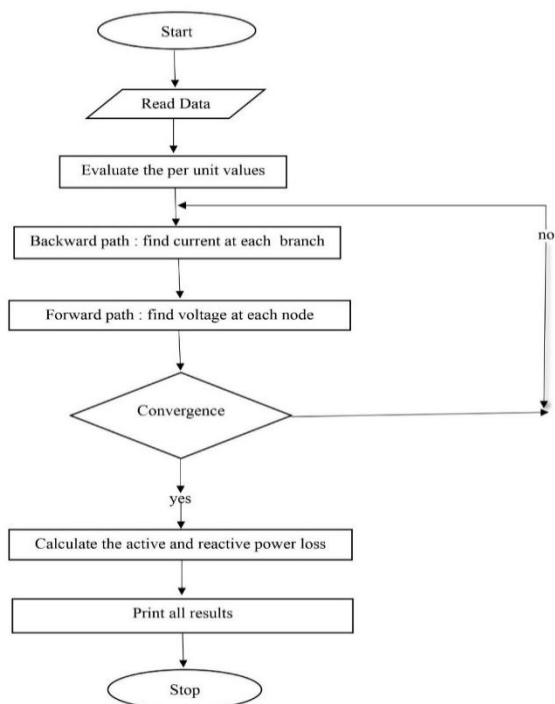 Start
Read Data
Evaluate the per unit values
Backward path : find current at each branch
no
Forward path : find voltage at each node
Convergence
yes
Calculate the active and reactive power loss
Print all results
Stop